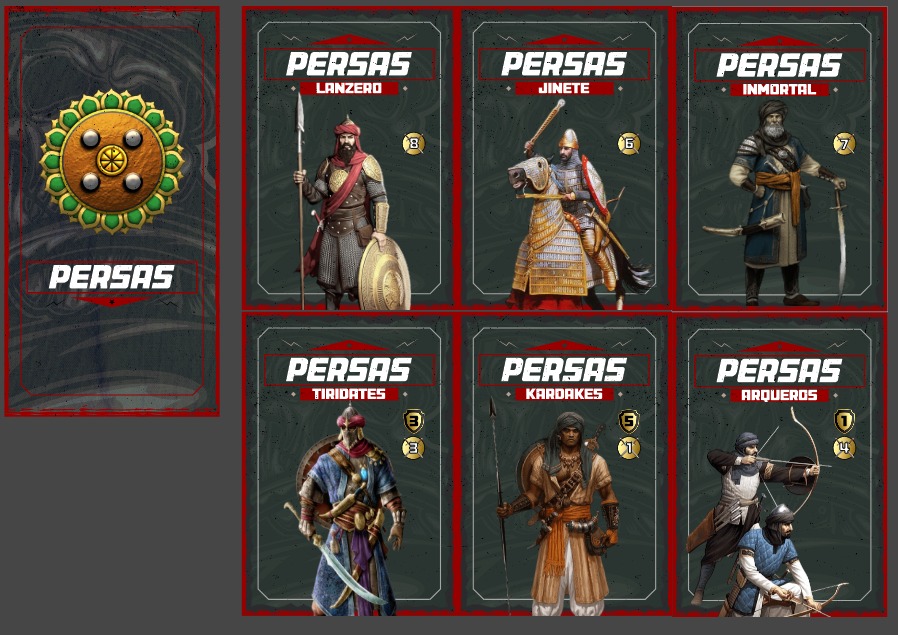 PERSAS
PERSAS
LANZERO
8
PERSAS
JINETE
6
PERSAS
INMORTAL
7
PERSAS
TIRIDATES
3
3
PERSAS
KARDAKES
5
1
PERSAS
ARQUEROS
1
4